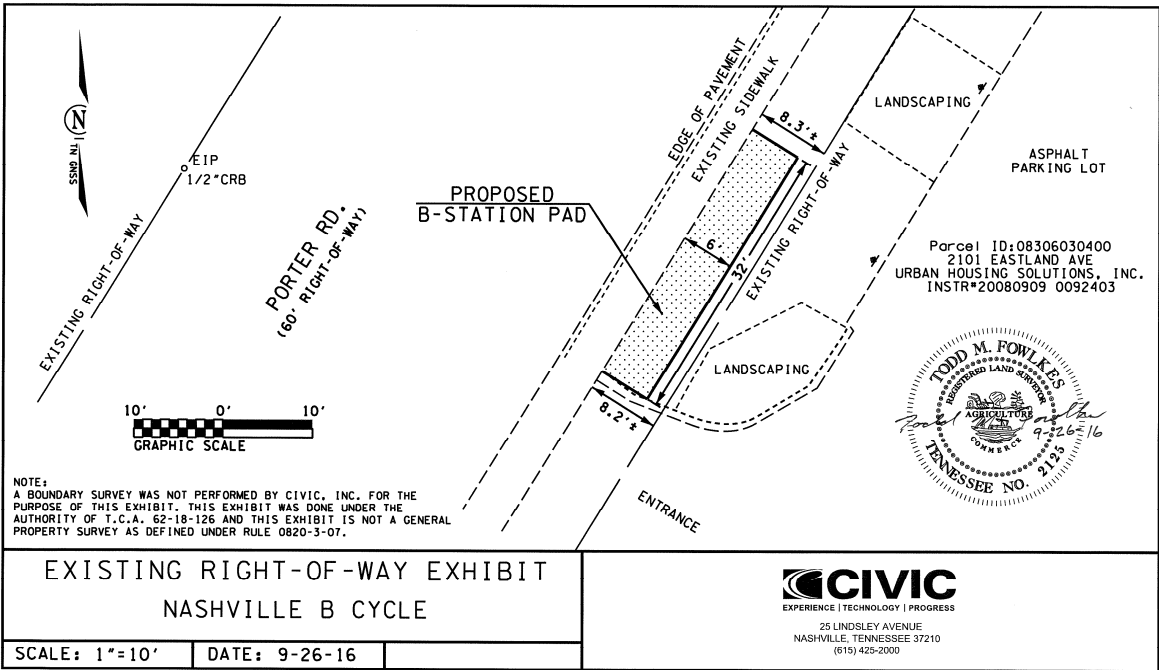 N
TN GNSS
EXISTING RIGHT-OF-WAY
EIP
1/2"CRB
PORTER RD.
(60' RIGHT-OF-WAY)
10' 0' 10'
GRAPHIC SCALE
PROPOSED
B-STATION PAD
EDGE OF PAVEMENT
EXISTING SIDEWALK
8.3'±
6'
32'
EXISTING RIGHT-OF-WAY
8.2'±
LANDSCAPING
LANDSCAPING
ENTRANCE
ASPHALT
PARKING LOT
Parcel ID:08306030400
2101 EASTLAND AVE
URBAN HOUSING SOLUTIONS, INC.
INSTR#20080909 0092403
TODD M. FOWLKES
REGISTERED LAND SURVEYOR
AGRICULTURE
COMMERCE
TENNESSEE NO. 2125
9-26-16
NOTE:
A BOUNDARY SURVEY WAS NOT PERFORMED BY CIVIC, INC. FOR THE
PURPOSE OF THIS EXHIBIT. THIS EXHIBIT WAS DONE UNDER THE
AUTHORITY OF T.C.A. 62-18-126 AND THIS EXHIBIT IS NOT A GENERAL
PROPERTY SURVEY AS DEFINED UNDER RULE 0820-3-07.
EXISTING RIGHT-OF-WAY EXHIBIT
NASHVILLE B CYCLE
SCALE: 1"=10' DATE: 9-26-16
CIVIC
EXPERIENCE | TECHNOLOGY | PROGRESS
25 LINDSLEY AVENUE
NASHVILLE, TENNESSEE 37210
(615) 425-2000